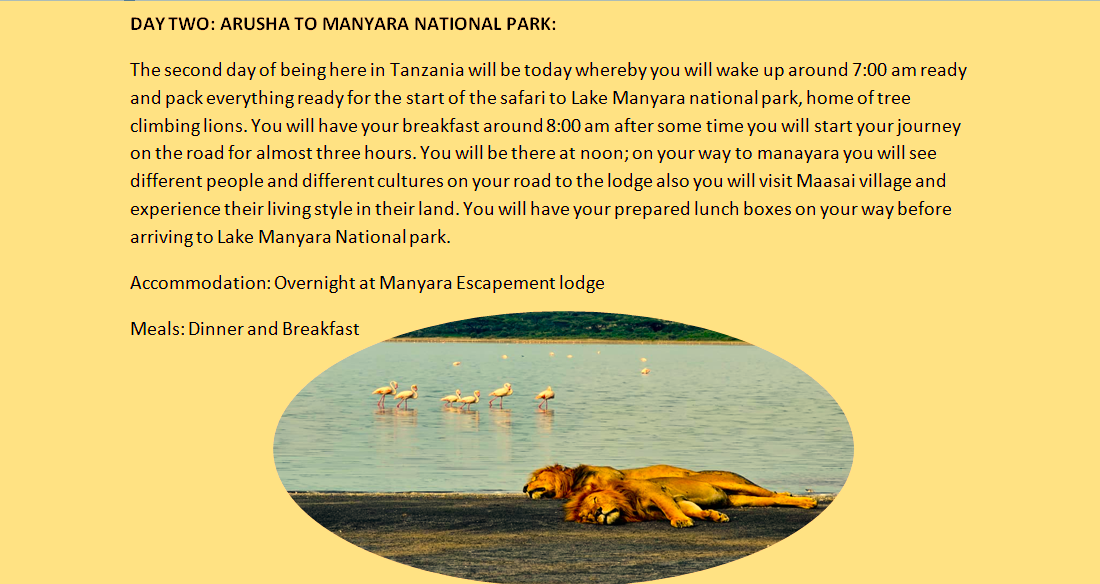 DAY TWO: ARUSHA TO MANYARA NATIONAL PARK:
The second day of being here in Tanzania will be today whereby you will wake up around 7:00 am ready
and pack everything ready for the start of the safari to Lake Manyara national park, home of tree
climbing lions. You will have your breakfast around 8:00 am after some time you will start your journey
on the road for almost three hours. You will be there at noon; on your way to manayara you will see
different people and different cultures on your road to the lodge also you will visit Maasai village and
experience their living style in their land. You will have your prepared lunch boxes on your way before
arriving to Lake Manyara National park.
Accommodation: Overnight at Manyara Escapement lodge
Meals: Dinner and Breakfast